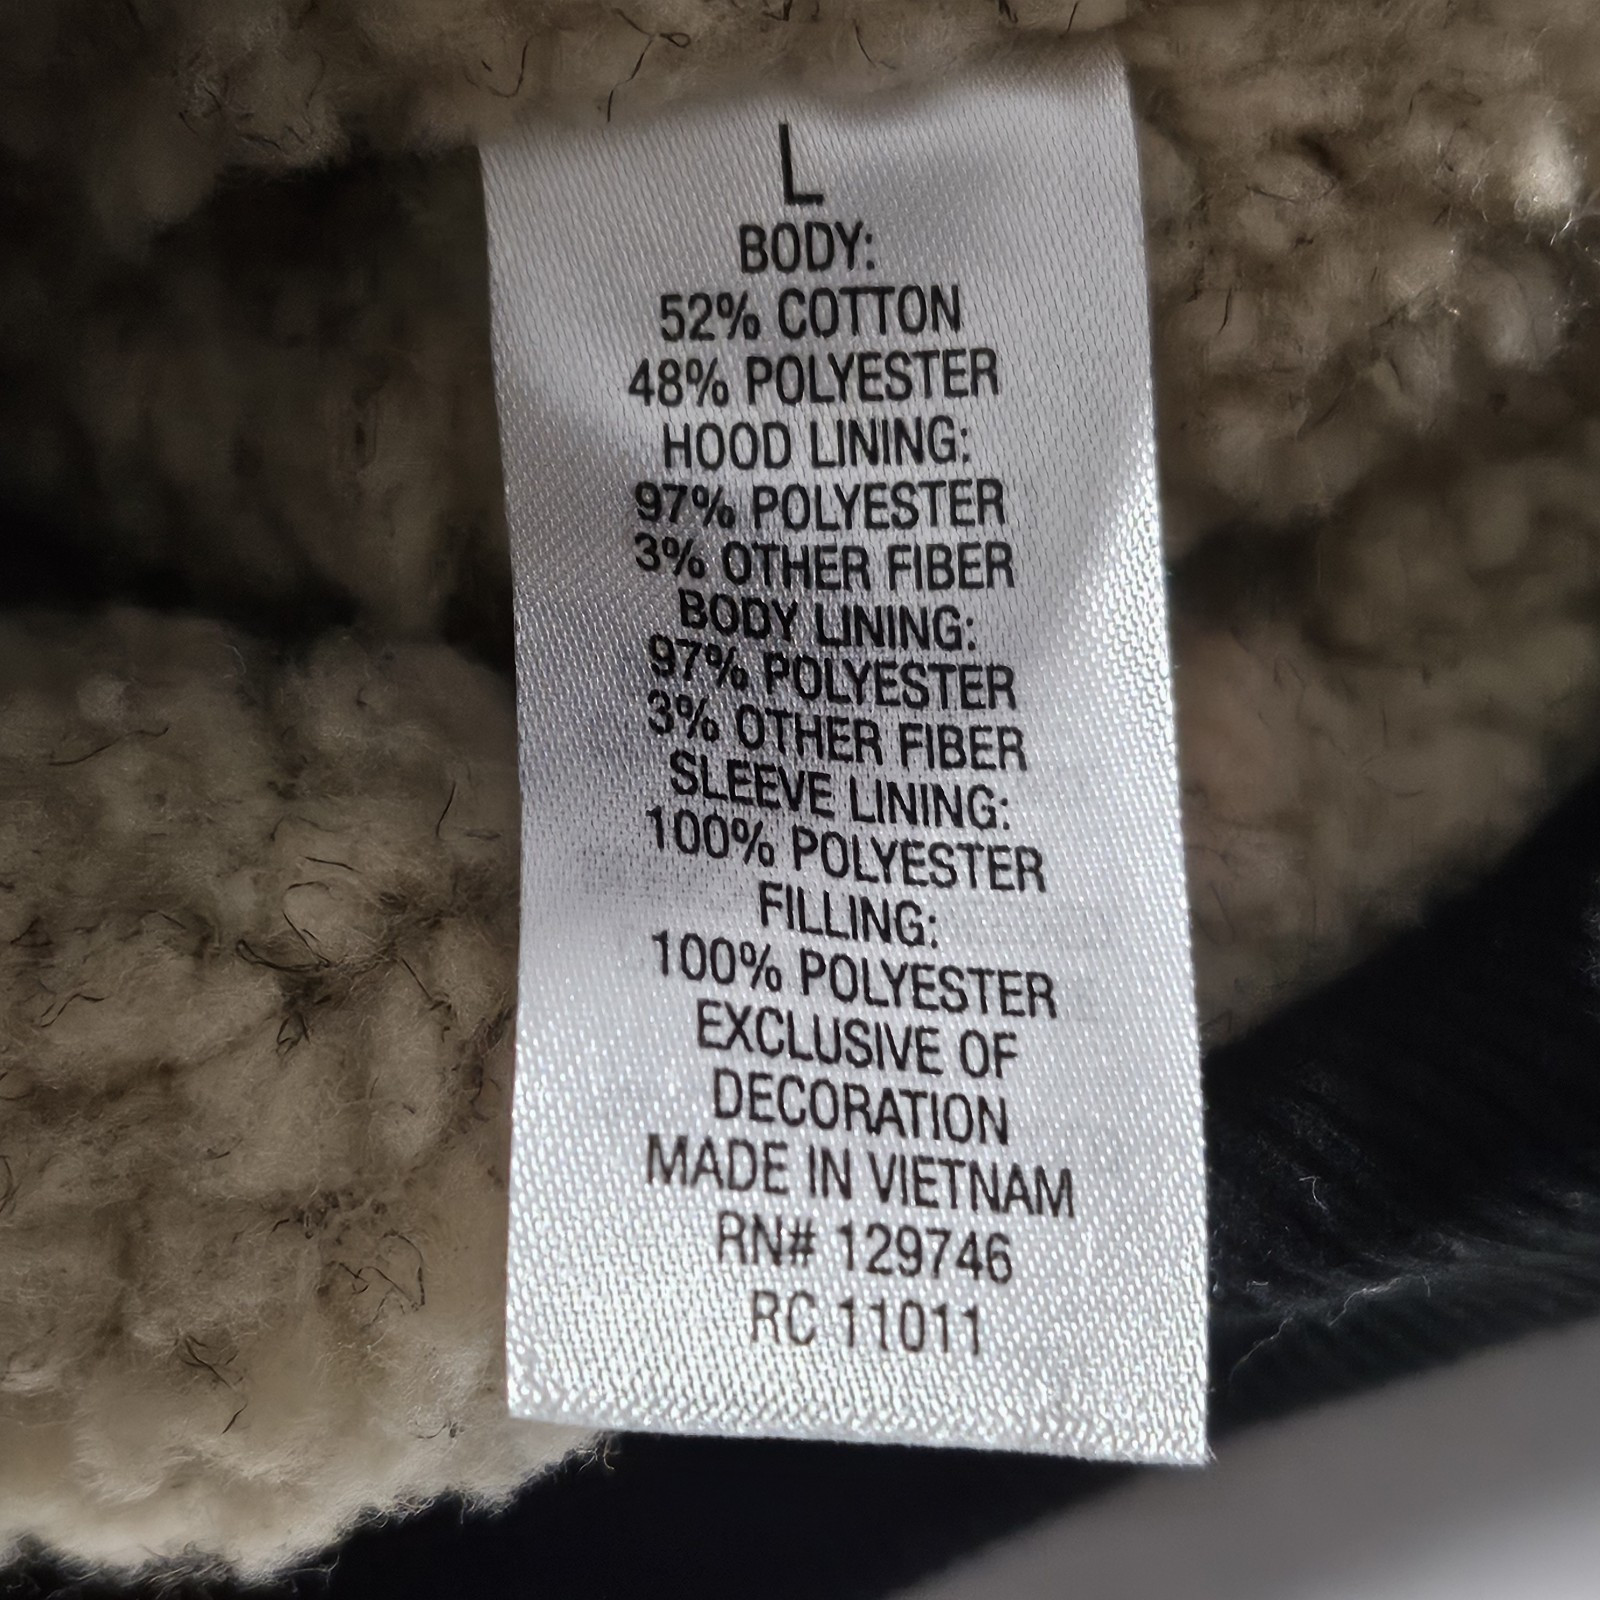 L
BODY:
52% COTTON
48% POLYESTER
HOOD LINING:
97% POLYESTER
3% OTHER FIBER
BODY LINING:
97% POLYESTER
3% OTHER FIBER
SLEEVE LINING:
100% POLYESTER
FILLING:
100% POLYESTER
EXCLUSIVE OF
DECORATION
MADE IN VIETNAM
RN# 129746
RC 11011